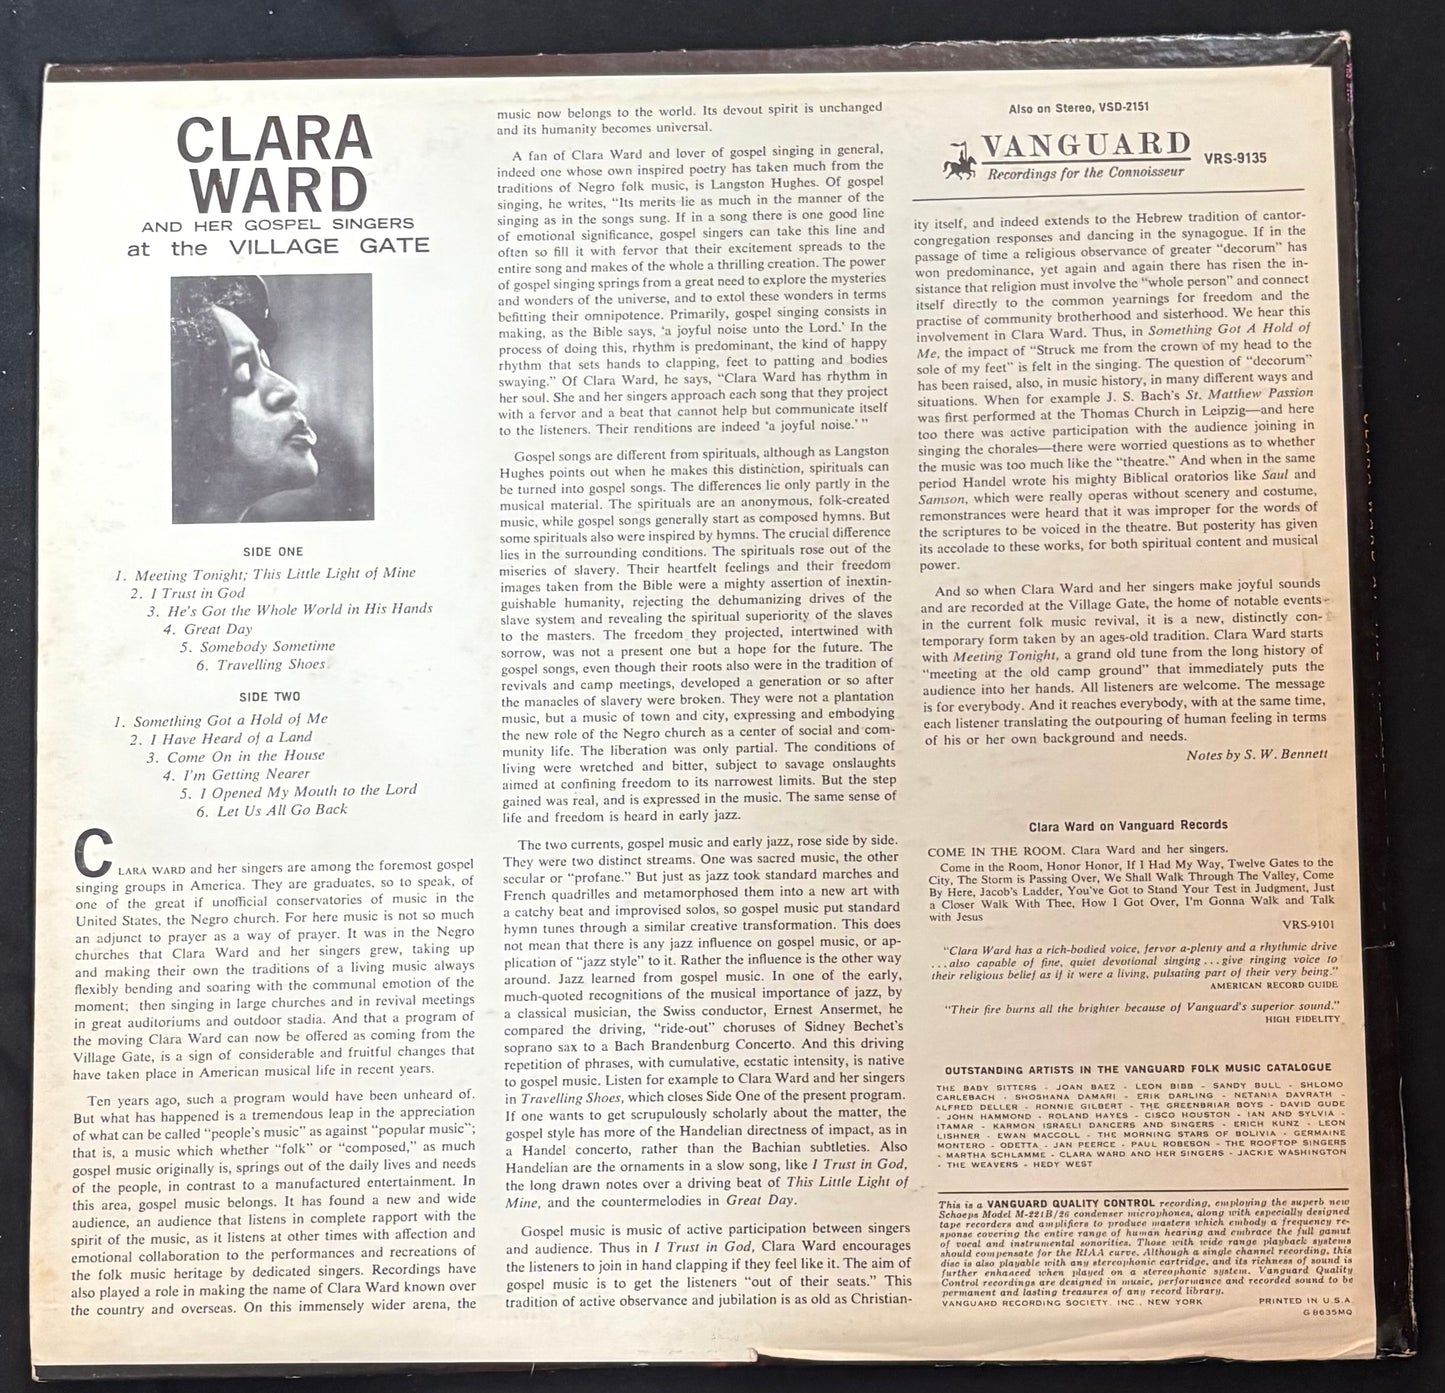 CLARA
WARD
AND HER GOSPEL SINGERS
at the VILLAGE GATE
SIDE ONE
1. Meeting Tonight; This Little Light of Mine
2. I Trust in God
3. He's Got the Whole World in His Hands
4. Great Day
5. Somebody Sometime
6. Travelling Shoes
SIDE TWO
1. Something Got a Hold of Me
2. I Have Heard of a Land
3. Come On in the House
4. I'm Getting Nearer
5. I Opened My Mouth to the Lord
6. Let Us All Go Back
CLARA WARD and her singers are among the foremost gospel
singing groups in America. They are graduates, so to speak, of
one of the great if unofficial conservatories of music in the
United States, the Negro church. For here music is not so much
an adjunct to prayer as a way of prayer. It was in the Negro
churches that Clara Ward and her singers grew, taking up
and making their own the traditions of a living music always
flexibly bending and soaring with the communal emotion of the
moment; then singing in large churches and in revival meetings
in great auditoriums and outdoor stadia. And that a program of
the moving Clara Ward can now be offered as coming from the
Village Gate, is a sign of considerable and fruitful changes that
have taken place in American musical life in recent years.
Ten years ago, such a program would have been unheard of.
But what has happened is a tremendous leap in the appreciation
of what can be called "people's music" as against "popular music";
that is, a music which whether "folk" or "composed," as much
gospel music originally is, springs out of the daily lives and needs
of the people, in contrast to a manufactured entertainment. In
this area, gospel music belongs. It has found a new and wide
audience, an audience that listens in complete rapport with the
spirit of the music, as it listens at other times with affection and
emotional collaboration to the performances and recreations of
the folk music heritage by dedicated singers. Recordings have
also played a role in making the name of Clara Ward known over
the country and overseas. On this immensely wider arena, the
music now belongs to the world. Its devout spirit is unchanged
and its humanity becomes universal.
A fan of Clara Ward and lover of gospel singing in general,
indeed one whose own inspired poetry has taken much from the
traditions of Negro folk music, is Langston Hughes. Of gospel
singing, he writes, "Its merits lie as much in the manner of the
singing as in the songs sung. If in a song there is one good line
of emotional significance, gospel singers can take this line and
often so fill it with fervor that their excitement spreads to the
entire song and makes of the whole a thrilling creation. The power
of gospel singing springs from a great need to explore the mysteries
and wonders of the universe, and to extol these wonders in terms
befitting their omnipotence. Primarily, gospel singing consists in
making, as the Bible says, 'a joyful noise unto the Lord.' In the
process of doing this, rhythm is predominant, the kind of happy
rhythm that sets hands to clapping, feet to patting and bodies
swaying." Of Clara Ward, he says, "Clara Ward has rhythm in
her soul. She and her singers approach each song that they project
with a fervor and a beat that cannot help but communicate itself
to the listeners. Their renditions are indeed 'a joyful noise.' "
Gospel songs are different from spirituals, although as Langston
Hughes points out when he makes this distinction, spirituals can
be turned into gospel songs. The differences lie only partly in the
musical material. The spirituals are an anonymous, folk-created
music, while gospel songs generally start as composed hymns. But
some spirituals also were inspired by hymns. The crucial difference
lies in the surrounding conditions. The spirituals rose out of the
miseries of slavery. Their heartfelt feelings and their freedom
images taken from the Bible were a mighty assertion of inextin-
guishable humanity, rejecting the dehumanizing drives of the
slave system and revealing the spiritual superiority of the slaves
to the masters. The freedom they projected, intertwined with
sorrow, was not a present one but a hope for the future. The
gospel songs, even though their roots also were in the tradition of
revivals and camp meetings, developed a generation or so after
the manacles of slavery were broken. They were not a plantation
music, but a music of town and city, expressing and embodying
the new role of the Negro church as a center of social and com-
munity life. The liberation was only partial. The conditions of
living were wretched and bitter, subject to savage onslaughts
aimed at confining freedom to its narrowest limits. But the step
gained was real, and is expressed in the music. The same sense of
life and freedom is heard in early jazz.
The two currents, gospel music and early jazz, rose side by side.
They were two distinct streams. One was sacred music, the other
secular or "profane." But just as jazz took standard marches and
French quadrilles and metamorphosed them into a new art with
a catchy beat and improvised solos, so gospel music put standard
hymn tunes through a similar creative transformation. This does
not mean that there is any jazz influence on gospel music, or ap-
plication of "jazz style" to it. Rather the influence is the other way
around. Jazz learned from gospel music. In one of the early,
much-quoted recognitions of the musical importance of jazz, by
a classical musician, the Swiss conductor, Ernest Ansermet, he
compared the driving, "ride-out" choruses of Sidney Bechet's
soprano sax to a Bach Brandenburg Concerto. And this driving
repetition of phrases, with cumulative, ecstatic intensity, is native
to gospel music. Listen for example to Clara Ward and her singers
in Travelling Shoes, which closes Side One of the present program.
If one wants to get scrupulously scholarly about the matter, the
gospel style has more of the Handelian directness of impact, as in
a Handel concerto, rather than the Bachian subtleties. Also
Handelian are the ornaments in a slow song, like I Trust in God,
the long drawn notes over a driving beat of This Little Light of
Mine, and the countermelodies in Great Day.
Gospel music is music of active participation between singers
and audience. Thus in I Trust in God, Clara Ward encourages
the listeners to join in hand clapping if they feel like it. The aim of
gospel music is to get the listeners "out of their seats." This
tradition of active observance and jubilation is as old as Christian-
Also on Stereo, VSD-2151
VANGUARD VRS-9135
Recordings for the Connoisseur
ity itself, and indeed extends to the Hebrew tradition of cantor-
congregation responses and dancing in the synagogue. If in the
passage of time a religious observance of greater "decorum" has
won predominance, yet again and again there has risen the in-
sistance that religion must involve the "whole person" and connect
itself directly to the common yearnings for freedom and the
practise of community brotherhood and sisterhood. We hear this
involvement in Clara Ward. Thus, in Something Got A Hold of
Me, the impact of "Struck me from the crown of my head to the
sole of my feet" is felt in the singing. The question of "decorum"
has been raised, also, in music history, in many different ways and
situations. When for example J. S. Bach's St. Matthew Passion
was first performed at the Thomas Church in Leipzig—and here
too there was active participation with the audience joining in
singing the chorales—there were worried questions as to whether
the music was too much like the "theatre." And when in the same
period Handel wrote his mighty Biblical oratorios like Saul and
Samson, which were really operas without scenery and costume,
remonstrances were heard that it was improper for the words of
the scriptures to be voiced in the theatre. But posterity has given
its accolade to these works, for both spiritual content and musical
power.
And so when Clara Ward and her singers make joyful sounds
and are recorded at the Village Gate, the home of notable events
in the current folk music revival, it is a new, distinctly con-
temporary form taken by an ages-old tradition. Clara Ward starts
with Meeting Tonight, a grand old tune from the long history of
"meeting at the old camp ground" that immediately puts the
audience into her hands. All listeners are welcome. The message
is for everybody. And it reaches everybody, with at the same time,
each listener translating the outpouring of human feeling in terms
of his or her own background and needs.
Notes by S. W. Bennett
Clara Ward on Vanguard Records
COME IN THE ROOM. Clara Ward and her singers.
Come in the Room, Honor Honor, If I Had My Way, Twelve Gates to the
City, The Storm is Passing Over, We Shall Walk Through The Valley, Come
By Here, Jacob's Ladder, You've Got to Stand Your Test in Judgment, Just
a Closer Walk With Thee, How I Got Over, I'm Gonna Walk and Talk
with Jesus
VRS-9101
"Clara Ward has a rich-bodied voice, fervor a-plenty and a rhythmic drive
...also capable of fine, quiet devotional singing...give ringing voice to
their religious belief as if it were a living, pulsating part of their very being."
AMERICAN RECORD GUIDE
"Their fire burns all the brighter because of Vanguard's superior sound."
HIGH FIDELITY
OUTSTANDING ARTISTS IN THE VANGUARD FOLK MUSIC CATALOGUE
THE BABY SITTERS - JOAN BAEZ - LEON BIBB - SANDY BULL - SHLOMO
CARLEBACH - SHOSHANA DAMARI - ERIK DARLING - NETANIA DAVRATH -
ALFRED DELLER - RONNIE GILBERT - THE GREENBRIAR BOYS - DAVID GUDE
- JOHN HAMMOND - ROLAND HAYES - CISCO HOUSTON - IAN AND SYLVIA -
ITAMAR - KARMON ISRAELI DANCERS AND SINGERS - ERICH KUNZ - LEON
LISHNER - EWAN MACCOLL - THE MORNING STARS OF BOLIVIA - GERMAINE
MONTERO - ODETTA - JAN PEERCE - PAUL ROBESON - THE ROOFTOP SINGERS
- MARTHA SCHLAMME - CLARA WARD AND HER SINGERS - JACKIE WASHINGTON
- THE WEAVERS - HEDY WEST
This is a VANGUARD QUALITY CONTROL recording, employing the superb new
Schoeps Model M-221B/26 condenser microphones, along with especially designed
tape recorders and amplifiers to produce masters which embody a frequency re-
sponse covering the entire range of human hearing and embrace the full gamut
of vocal and instrumental sonorities. Those with wide range playback systems
should compensate for the RIAA curve. Although a single channel recording, this
disc is also playable with any stereophonic cartridge, and its richness of sound is
further enhanced when played on a stereophonic system. Vanguard Quality
Control recordings are designed in music, performance and recorded sound to be
permanent and lasting treasures of any record library.
VANGUARD RECORDING SOCIETY, INC., NEW YORK PRINTED IN U.S.A.
G 8635MQ